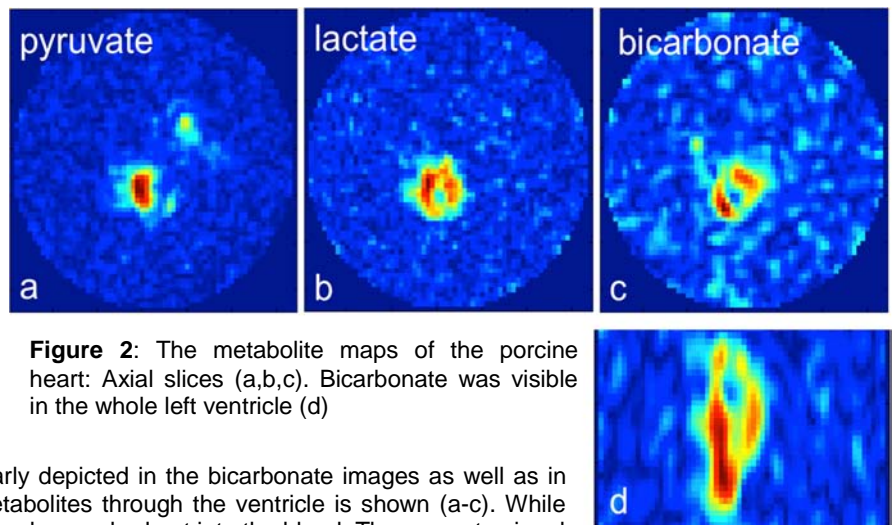 pyruvate
lactate
bicarbonate
a
b
c
Figure 2: The metabolite maps of the porcine
heart: Axial slices (a,b,c). Bicarbonate was visible
in the whole left ventricle (d)
d
arly depicted in the bicarbonate images as well as in
etabolites through the ventricle is shown (a-c). While